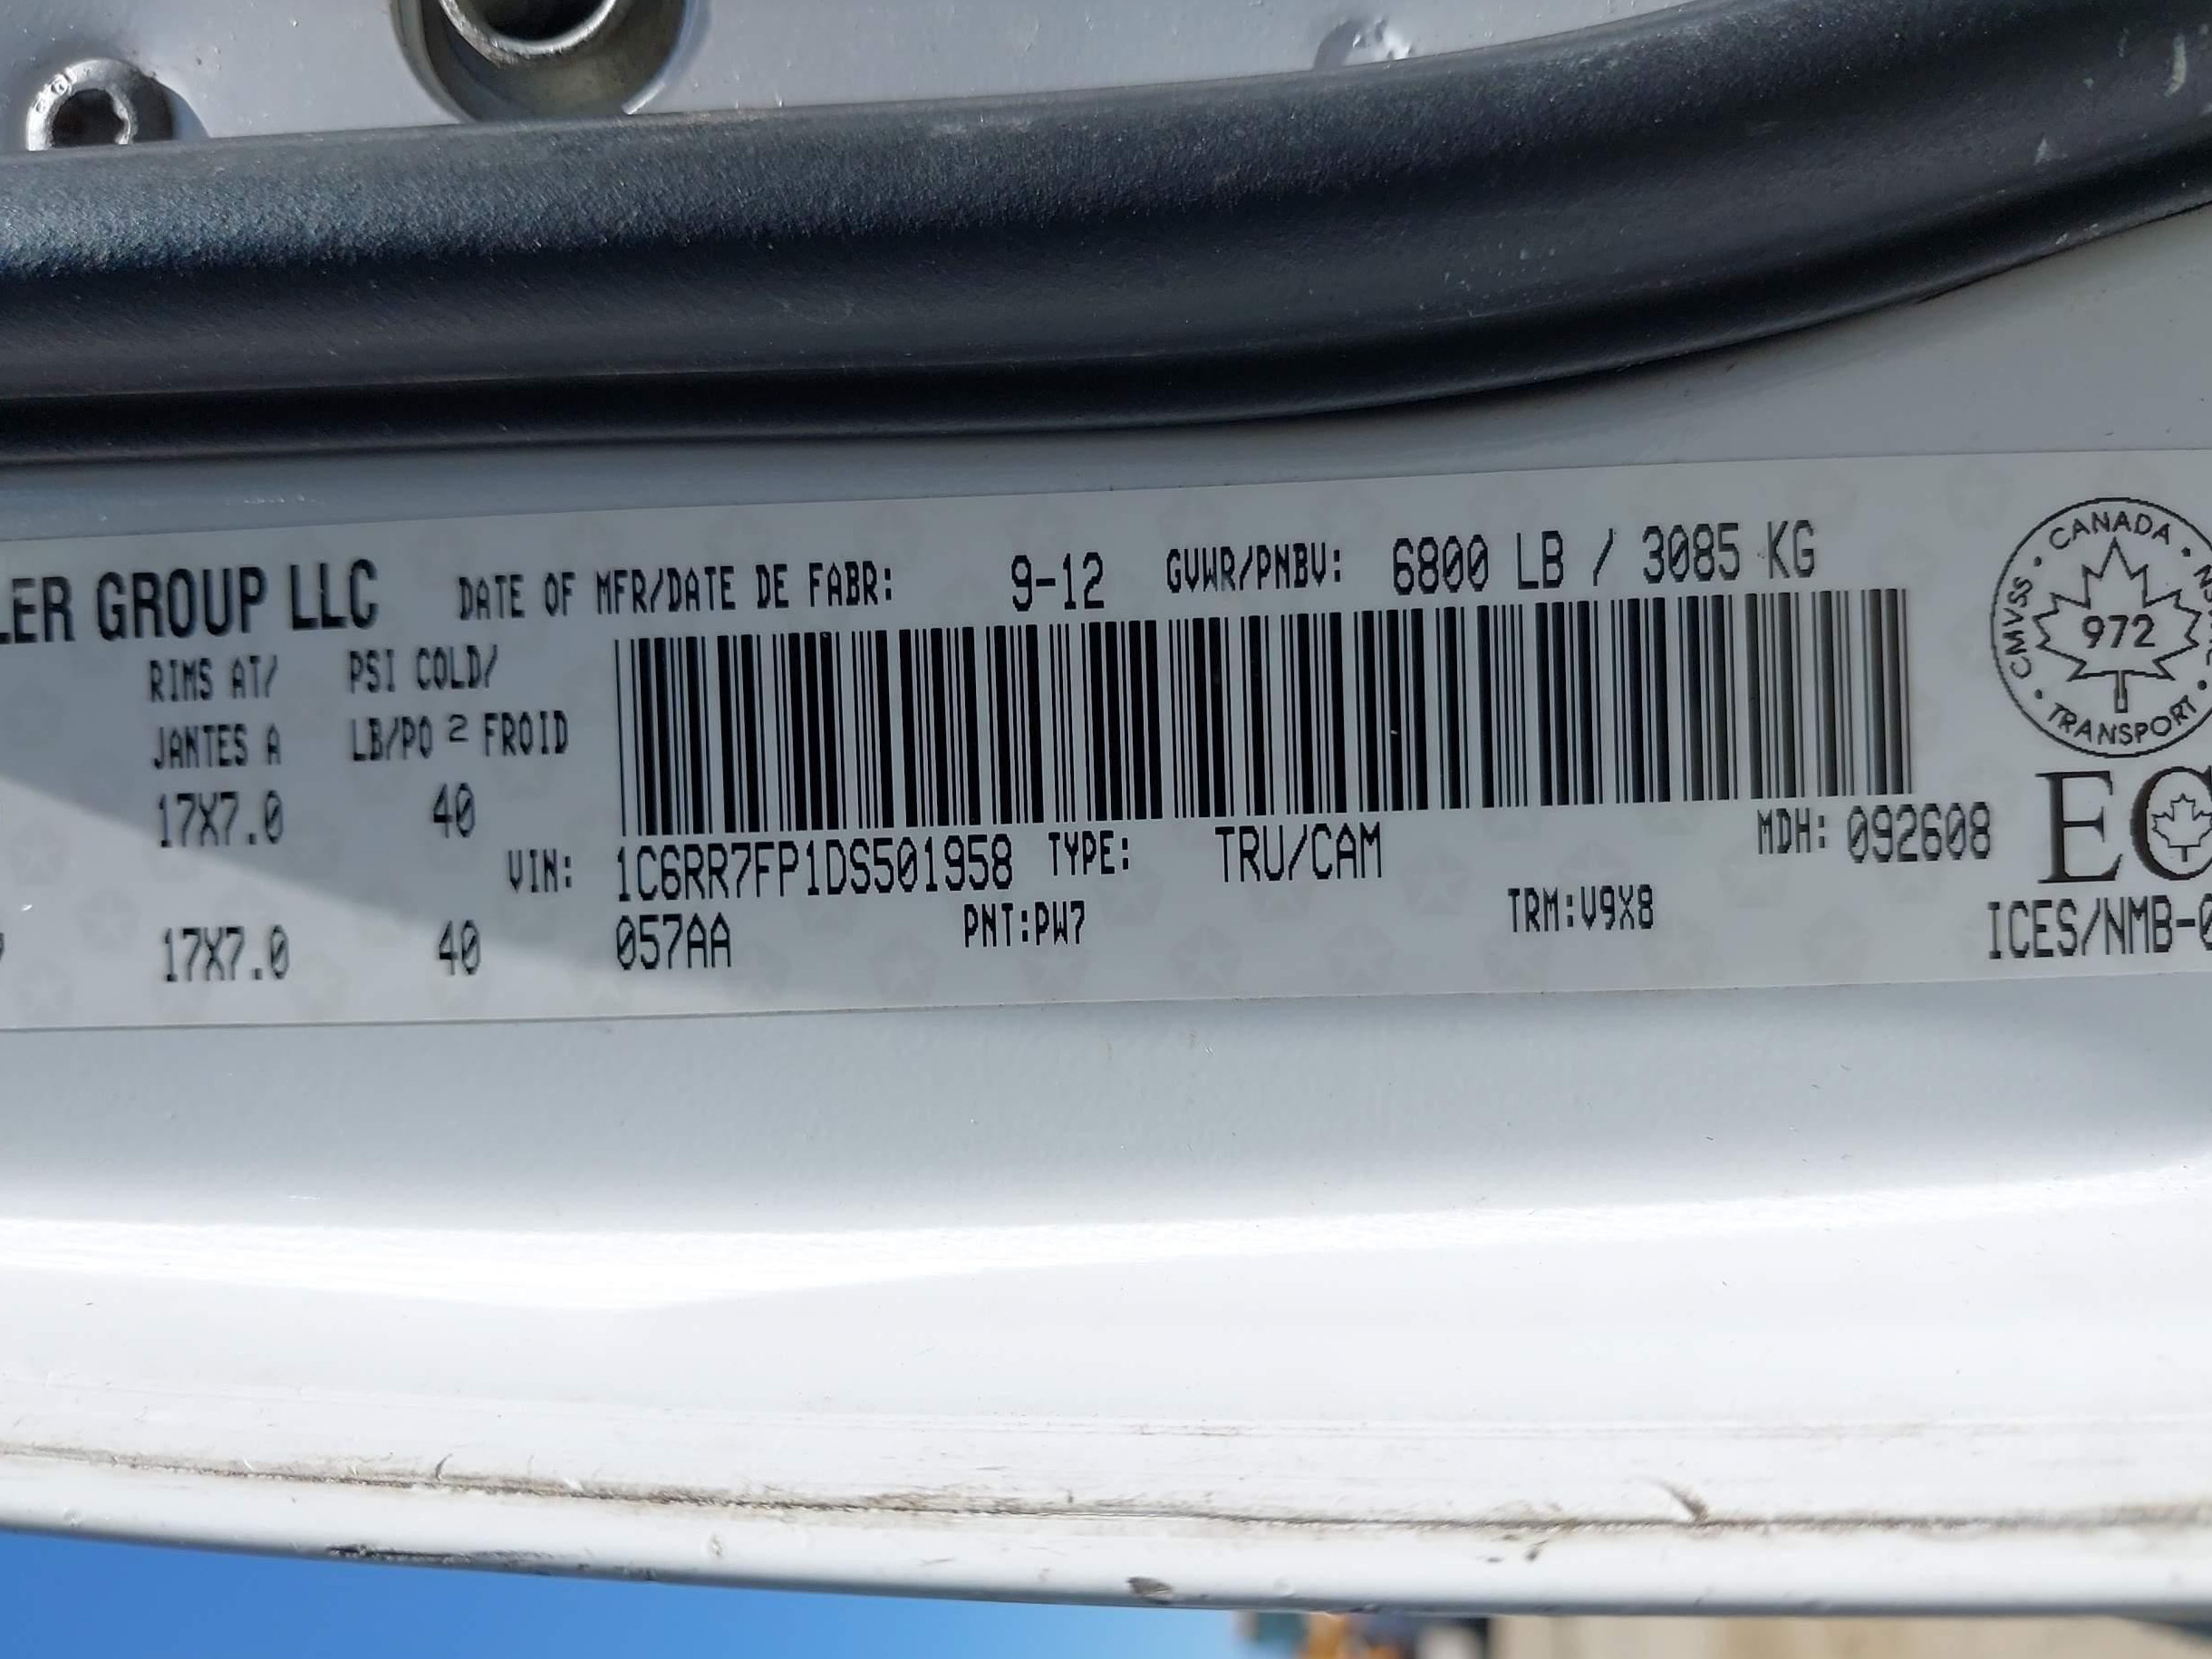 LER GROUP LLC DATE OF MFR/DATE DE FABR: 9-12 GVWR/PNBV: 6800 LB / 3085 KG
RIMS AT/ PSI COLD/
JANTES A LB/PO 2 FROID
17X7.0 40
VIN: 1C6RR7FP1DS501958 TYPE: TRU/CAM MDH: 092608
17X7.0 40 057AA PNT:PW7 TRM:V9X8
CANADA
CMVSS
972
TRANSPORT
EC
ICES/NMB-0